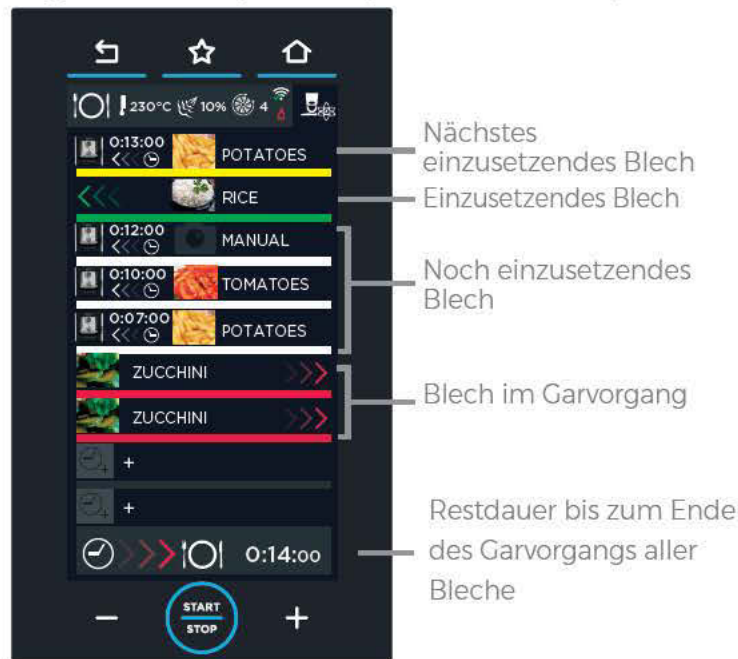 230°C 10% 4
0:13:00 POTATOES
Nächstes
einzusetzendes Blech
RICE
Einzusetzendes Blech
0:12:00 MANUAL
0:10:00 TOMATOES
0:07:00 POTATOES
Noch einzusetzendes
Blech
ZUCCHINI
ZUCCHINI
Blech im Garvorgang
+
+
0:14:00
Restdauer bis zum Ende
des Garvorgangs aller
Bleche
− START +
STOP